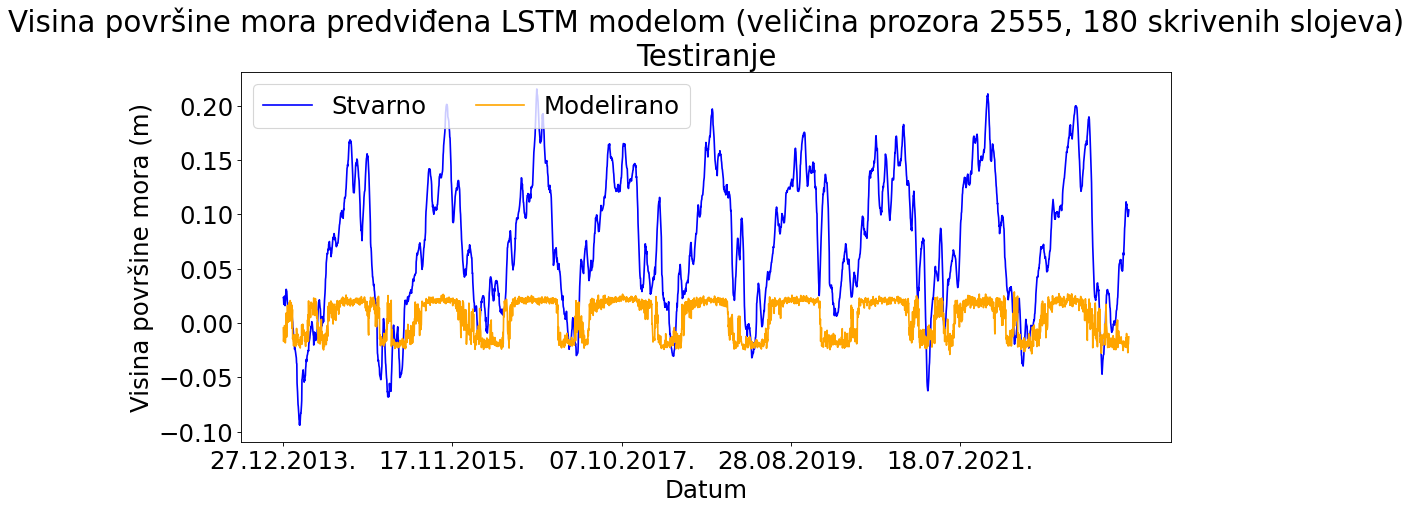 Visina površine mora predviđena LSTM modelom (veličina prozora 2555, 180 skrivenih slojeva)
Testiranje
Stvarno
Modelirano
Visina površine mora (m)
0.20
0.15
0.10
0.05
0.00
−0.05
−0.10
27.12.2013.
17.11.2015.
07.10.2017.
28.08.2019.
18.07.2021.
Datum